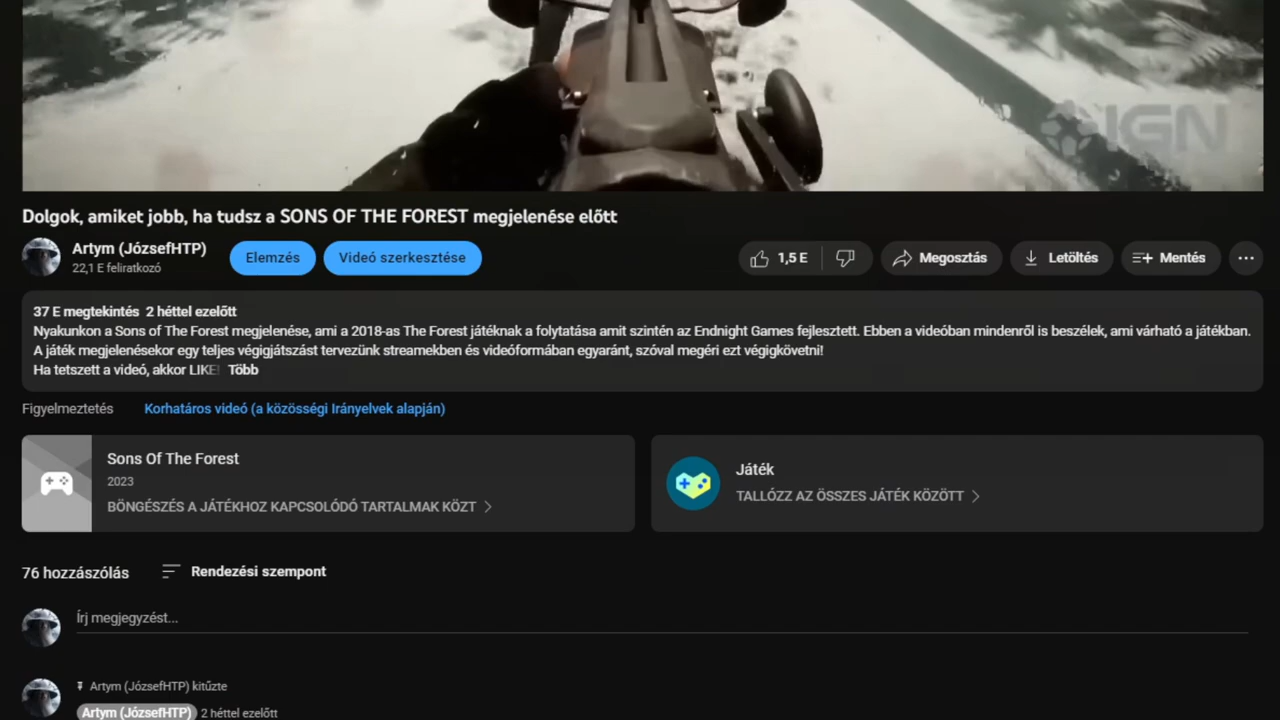 IGN
Dolgok, amiket jobb, ha tudsz a SONS OF THE FOREST megjelenése előtt
Artym (JózsefHTP)
22,1 E feliratkozó
Elemzés
Videó szerkesztése
1,5 E
Megosztás
Letöltés
Mentés
37 E megtekintés 2 héttel ezelőtt
Nyakunkon a Sons of The Forest megjelenése, ami a 2018-as The Forest játéknak a folytatása amit szintén az Endnight Games fejlesztett. Ebben a videóban mindenről is beszélek, ami várható a játékban.
A játék megjelenésekor egy teljes végigjátszást tervezünk streamekben és videóformában egyaránt, szóval megéri ezt végigkövetni!
Ha tetszett a videó, akkor LIKE! Több
Figyelmeztetés Korhatáros videó (a közösségi Irányelvek alapján)
Sons Of The Forest
2023
BÖNGÉSZÉS A JÁTÉKHOZ KAPCSOLÓDÓ TARTALMAK KÖZT
Játék
TALLÓZZ AZ ÖSSZES JÁTÉK KÖZÖTT
76 hozzászólás
Rendezési szempont
Írj megjegyzést...
Artym (JózsefHTP) kitűzte
Artym (JózsefHTP) 2 héttel ezelőtt